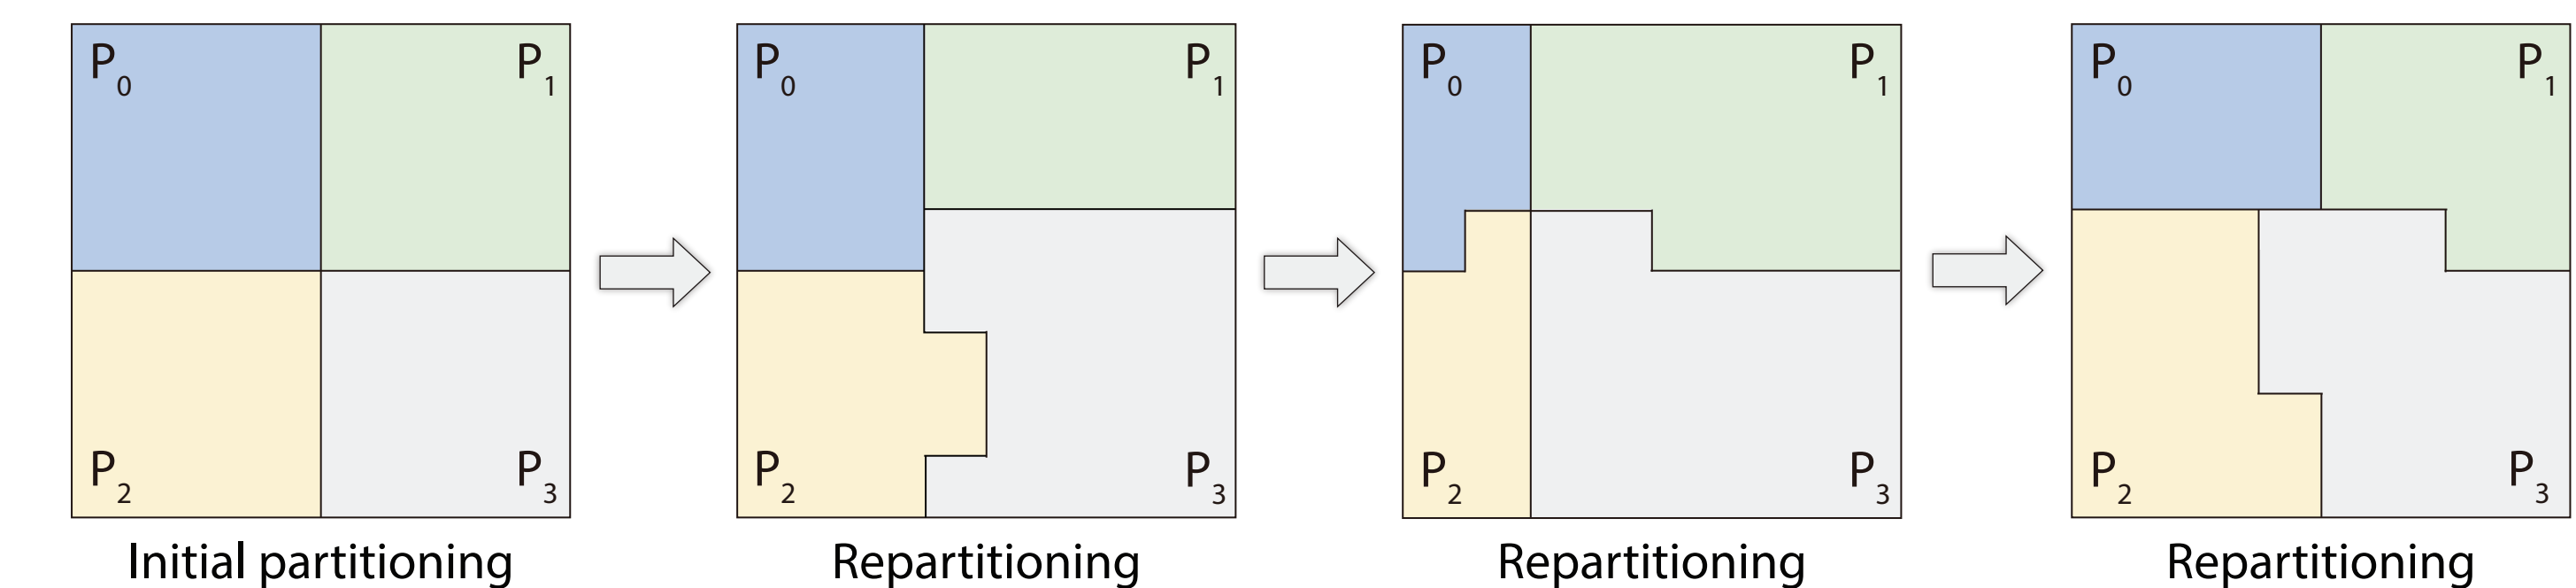 P0 P1 P0 P1 P0 P1 P0 P1
P2 P3 P2 P3 P2 P3 P2 P3
Initial partitioning Repartitioning Repartitioning Repartitioning